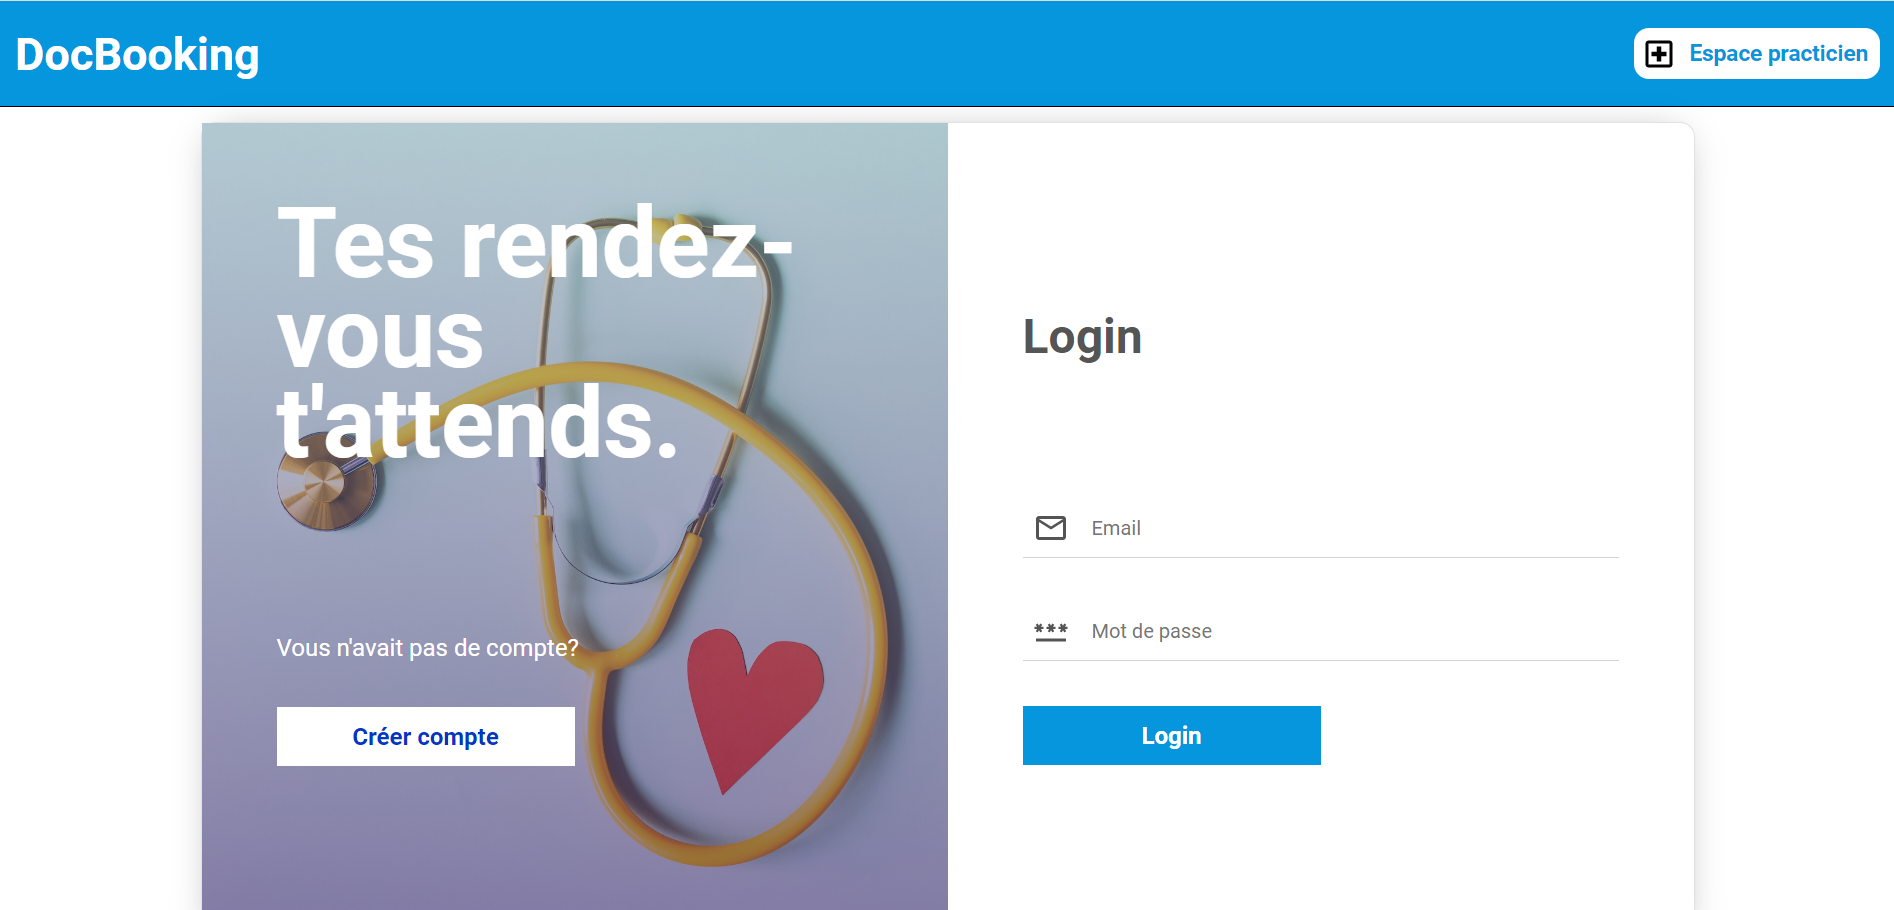 DocBooking
Espace practicien
Tes rendez-
vous
t'attends.
Vous n'avait pas de compte?
Créer compte
Login
Email
Mot de passe
Login